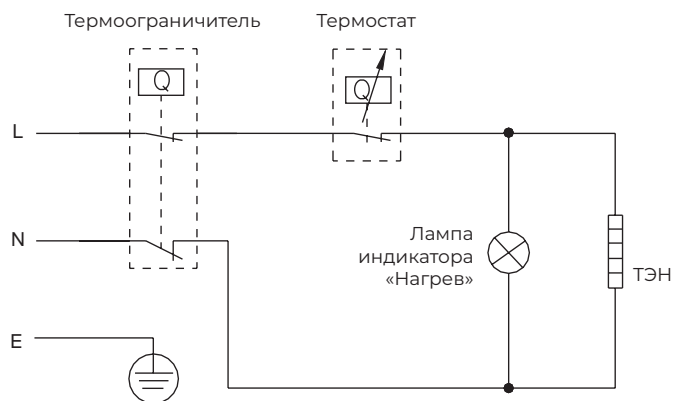 Термоограничитель
Термостат
Q
Q
L
N
Лампа
индикатора
«Нагрев»
ТЭН
E